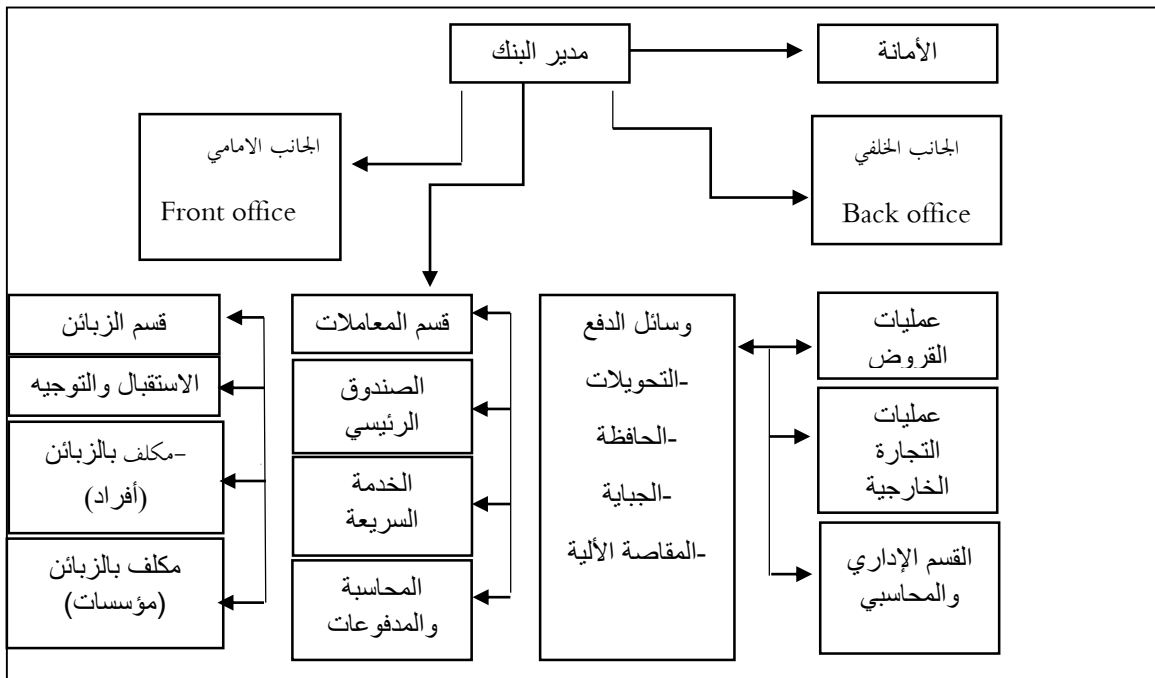 الأمانة
مدير البنك
الجانب الخلفي
Back office
الجانب الامامي
Front office
عمليات
القروض
عمليات
التجارة
الخارجية
القسم الإداري
والمحاسبي
وسائل الدفع
-التحويلات
-الحافظة
-الجباية
-المقاصة الألية
قسم المعاملات
الصندوق
الرئيسي
الخدمة
السريعة
المحاسبة
والمدفوعات
قسم الزبائن
الاستقبال والتوجيه
-مكلف بالزبائن
(أفراد)
مكلف بالزبائن
(مؤسسات)